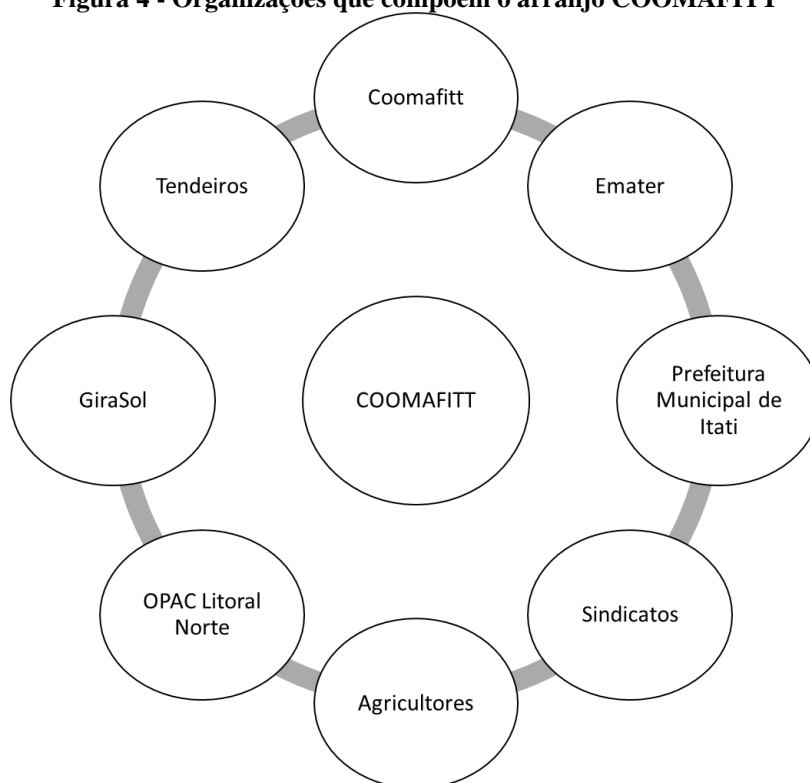 Figura 4 - Organizações que compõem o arranjo COOMAFITT
Coomafitt
Tendeiros
Emater
GiraSol
COOMAFITT
Prefeitura
Municipal de
Itati
OPAC Litoral
Norte
Sindicatos
Agricultores